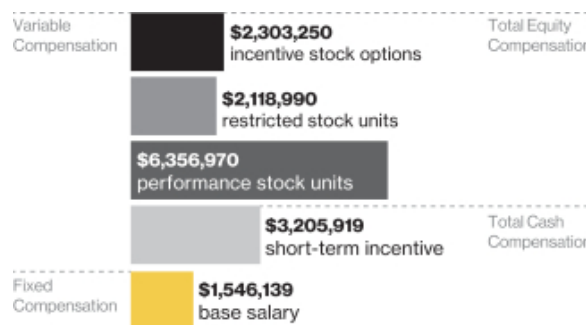 Variable
Compensation
$2,303,250
incentive stock options
Total Equity
$2,118,990
restricted stock units
$6,356,970
performance stock units
$3,205,919
short-term incentive
Total Cash
Fixed
Compensation
$1,546,139
base salary